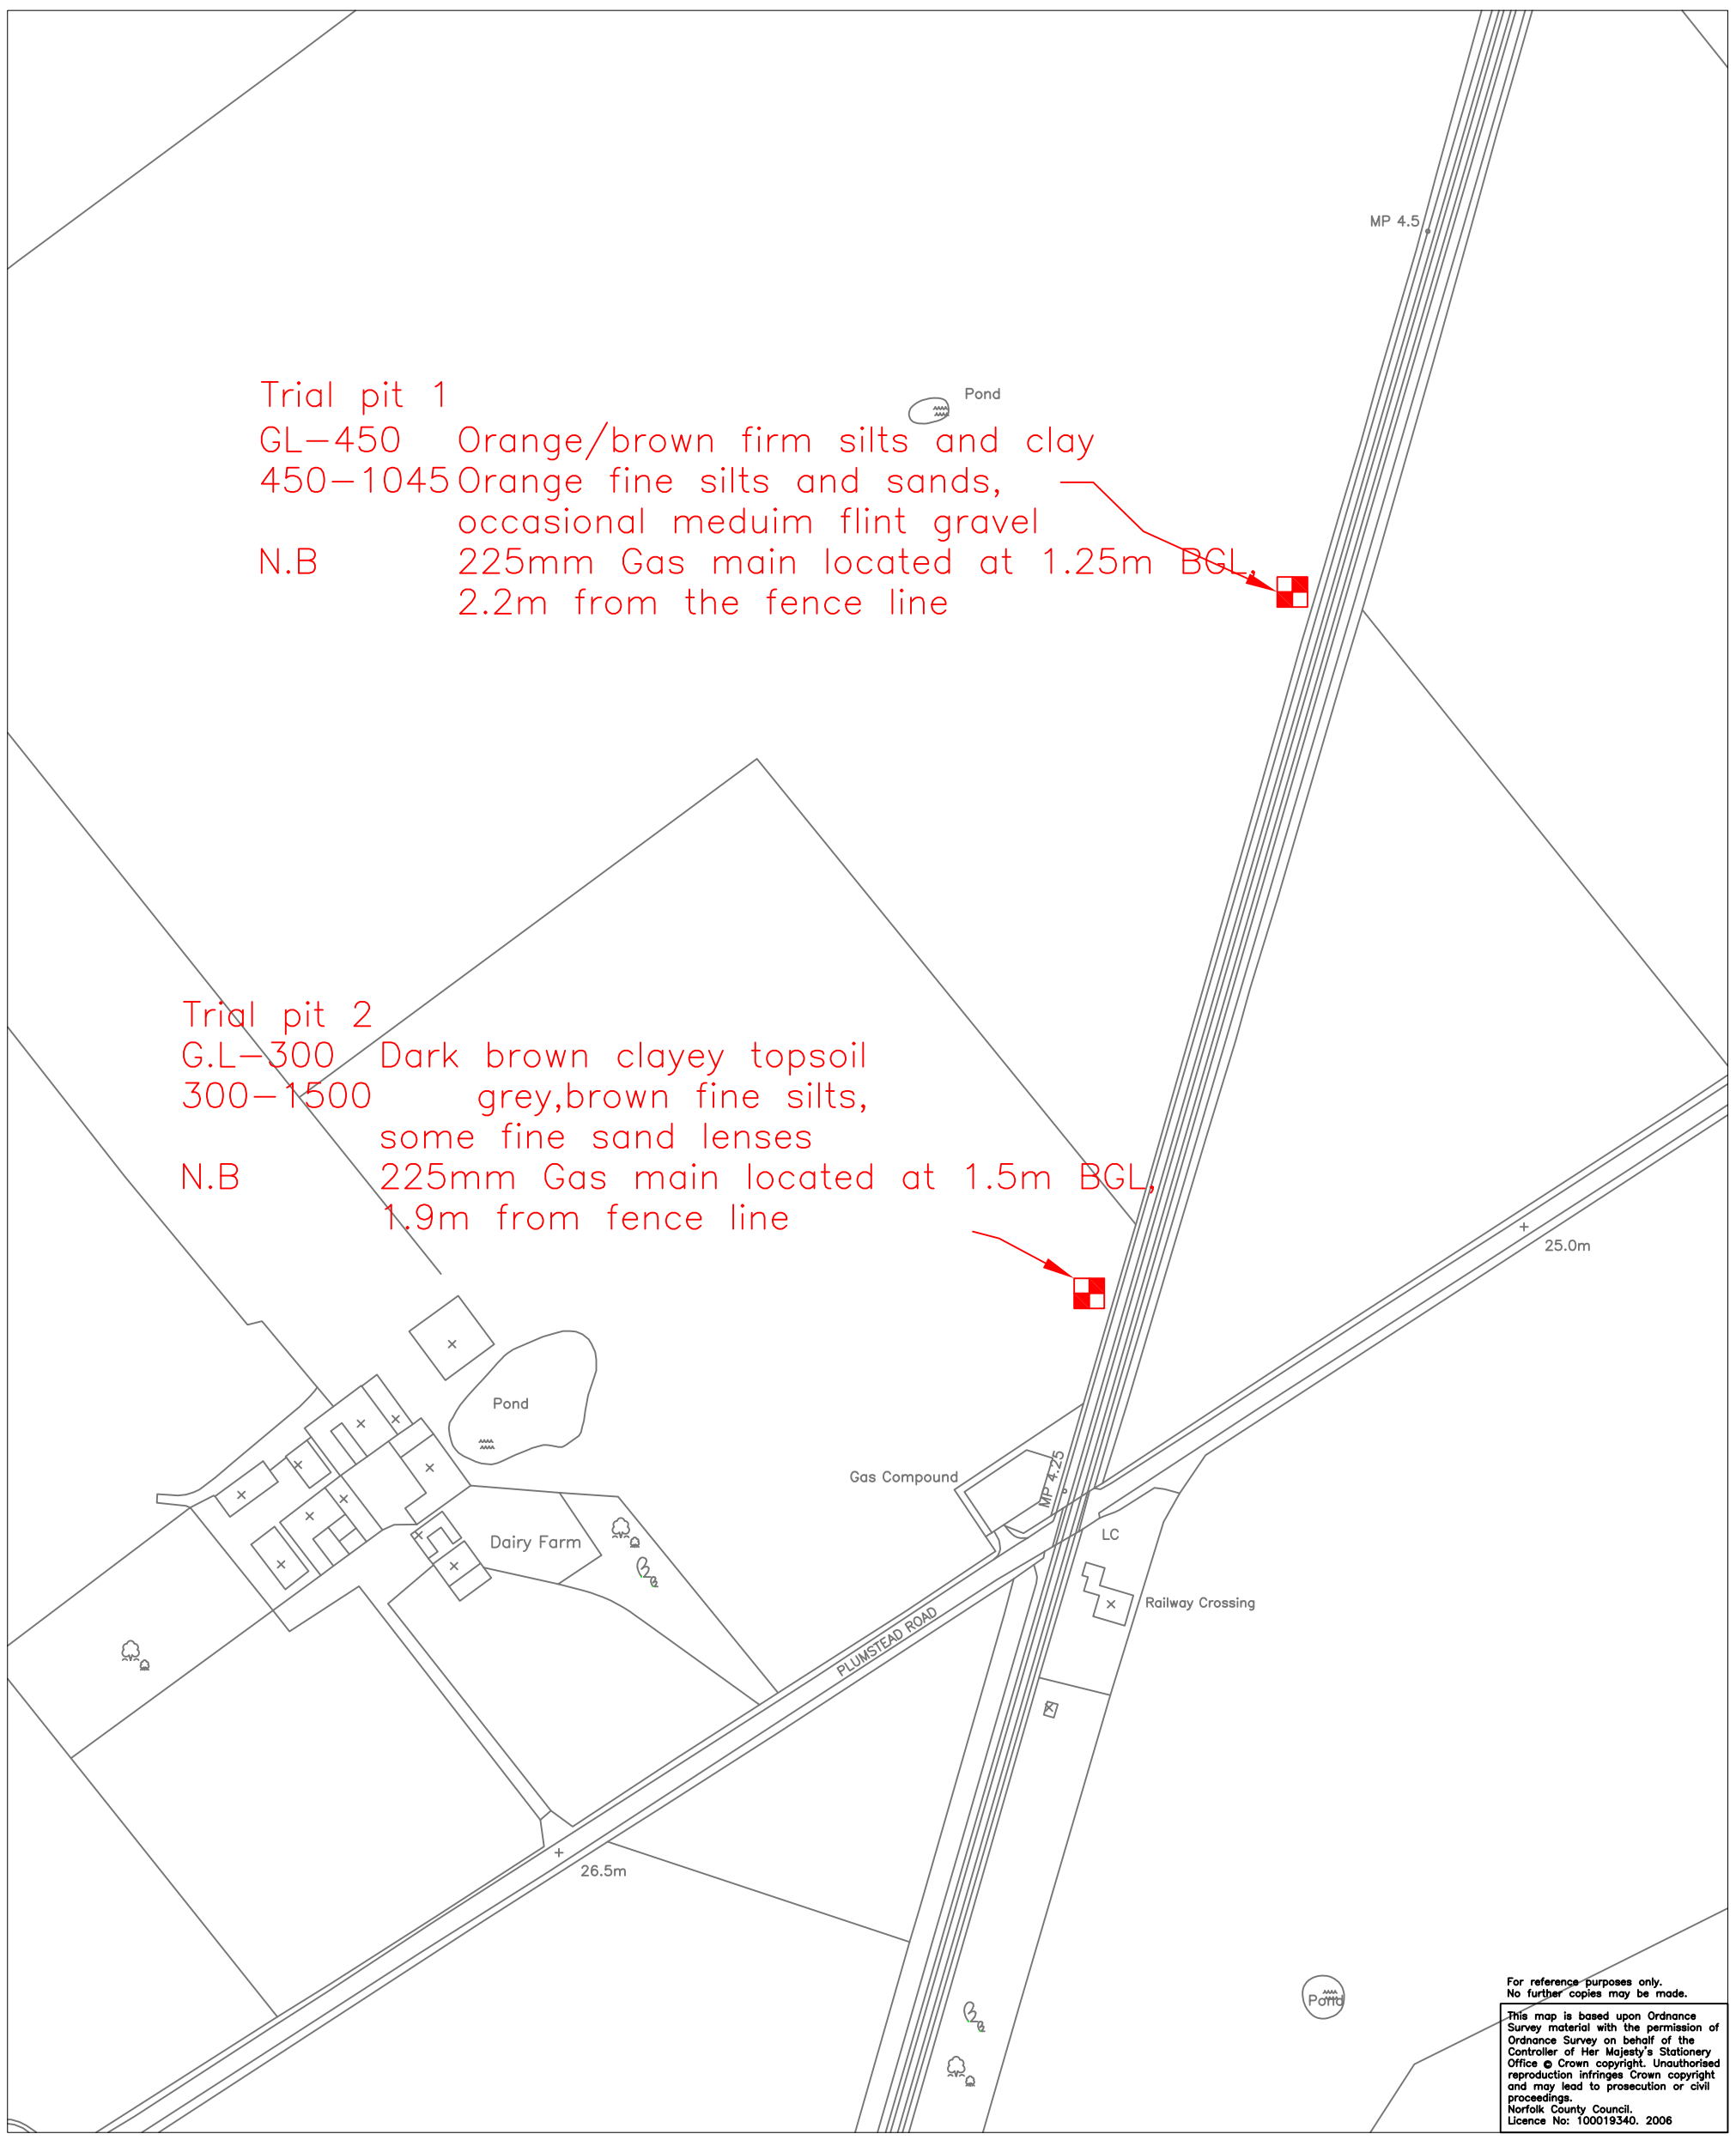 MP 4.5
Pond
Trial pit 1
GL-450 Orange/brown firm silts and clay
450-1045 Orange fine silts and sands,
occasional meduim flint gravel
N.B 225mm Gas main located at 1.25m BGL,
2.2m from the fence line
Trial pit 2
G.L-300 Dark brown clayey topsoil
300-1500 grey,brown fine silts,
some fine sand lenses
N.B 225mm Gas main located at 1.5m BGL,
1.9m from fence line
25.0m
Pond
Gas Compound
MP 4.25
LC
Dairy Farm
Railway Crossing
PLUMSTEAD ROAD
26.5m
Pond
For reference purposes only.
No further copies may be made.
This map is based upon Ordnance
Survey material with the permission of
Ordnance Survey on behalf of the
Controller of Her Majesty's Stationery
Office © Crown copyright. Unauthorised
reproduction infringes Crown copyright
and may lead to prosecution or civil
proceedings.
Norfolk County Council.
Licence No: 100019340. 2006